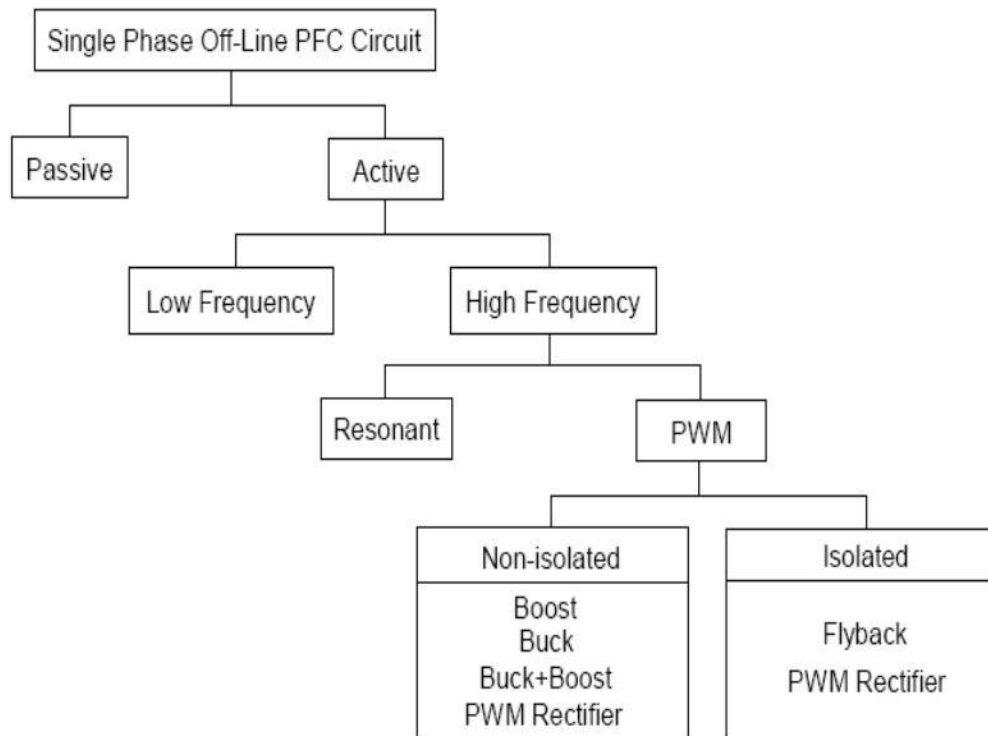 Single Phase Off-Line PFC Circuit
Passive
Active
Low Frequency
High Frequency
Resonant
PWM
Non-isolated
Boost
Buck
Buck+Boost
PWM Rectifier
Isolated
Flyback
PWM Rectifier